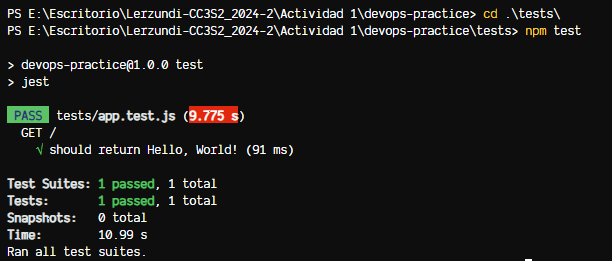 PS E:\Escritorio\Lerzundi-CC3S2_2024-2\Actividad 1\devops-practice> cd .\tests\
PS E:\Escritorio\Lerzundi-CC3S2_2024-2\Actividad 1\devops-practice\tests> npm test
> devops-practice@1.0.0 test
> jest
PASS tests/app.test.js (9.775 s)
GET /
√ should return Hello, World! (91 ms)
Test Suites: 1 passed, 1 total
Tests: 1 passed, 1 total
Snapshots: 0 total
Time: 10.99 s
Ran all test suites.